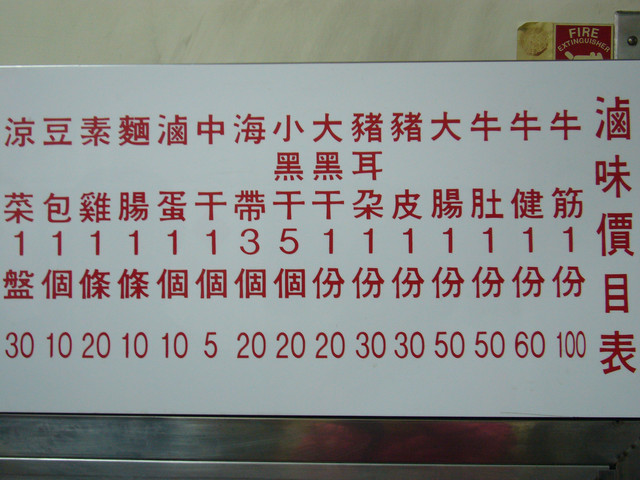 FIRE
EXTINGUISHER
滷味價目表
牛筋1份100
牛健1份60
牛肚1份50
大腸1份50
豬皮1份30
豬耳朶1份30
大黑干1份20
小黑干5個20
海帶3個20
中干1個5
滷蛋1個10
麵腸1條10
素雞1條20
豆包1個10
涼菜1盤30